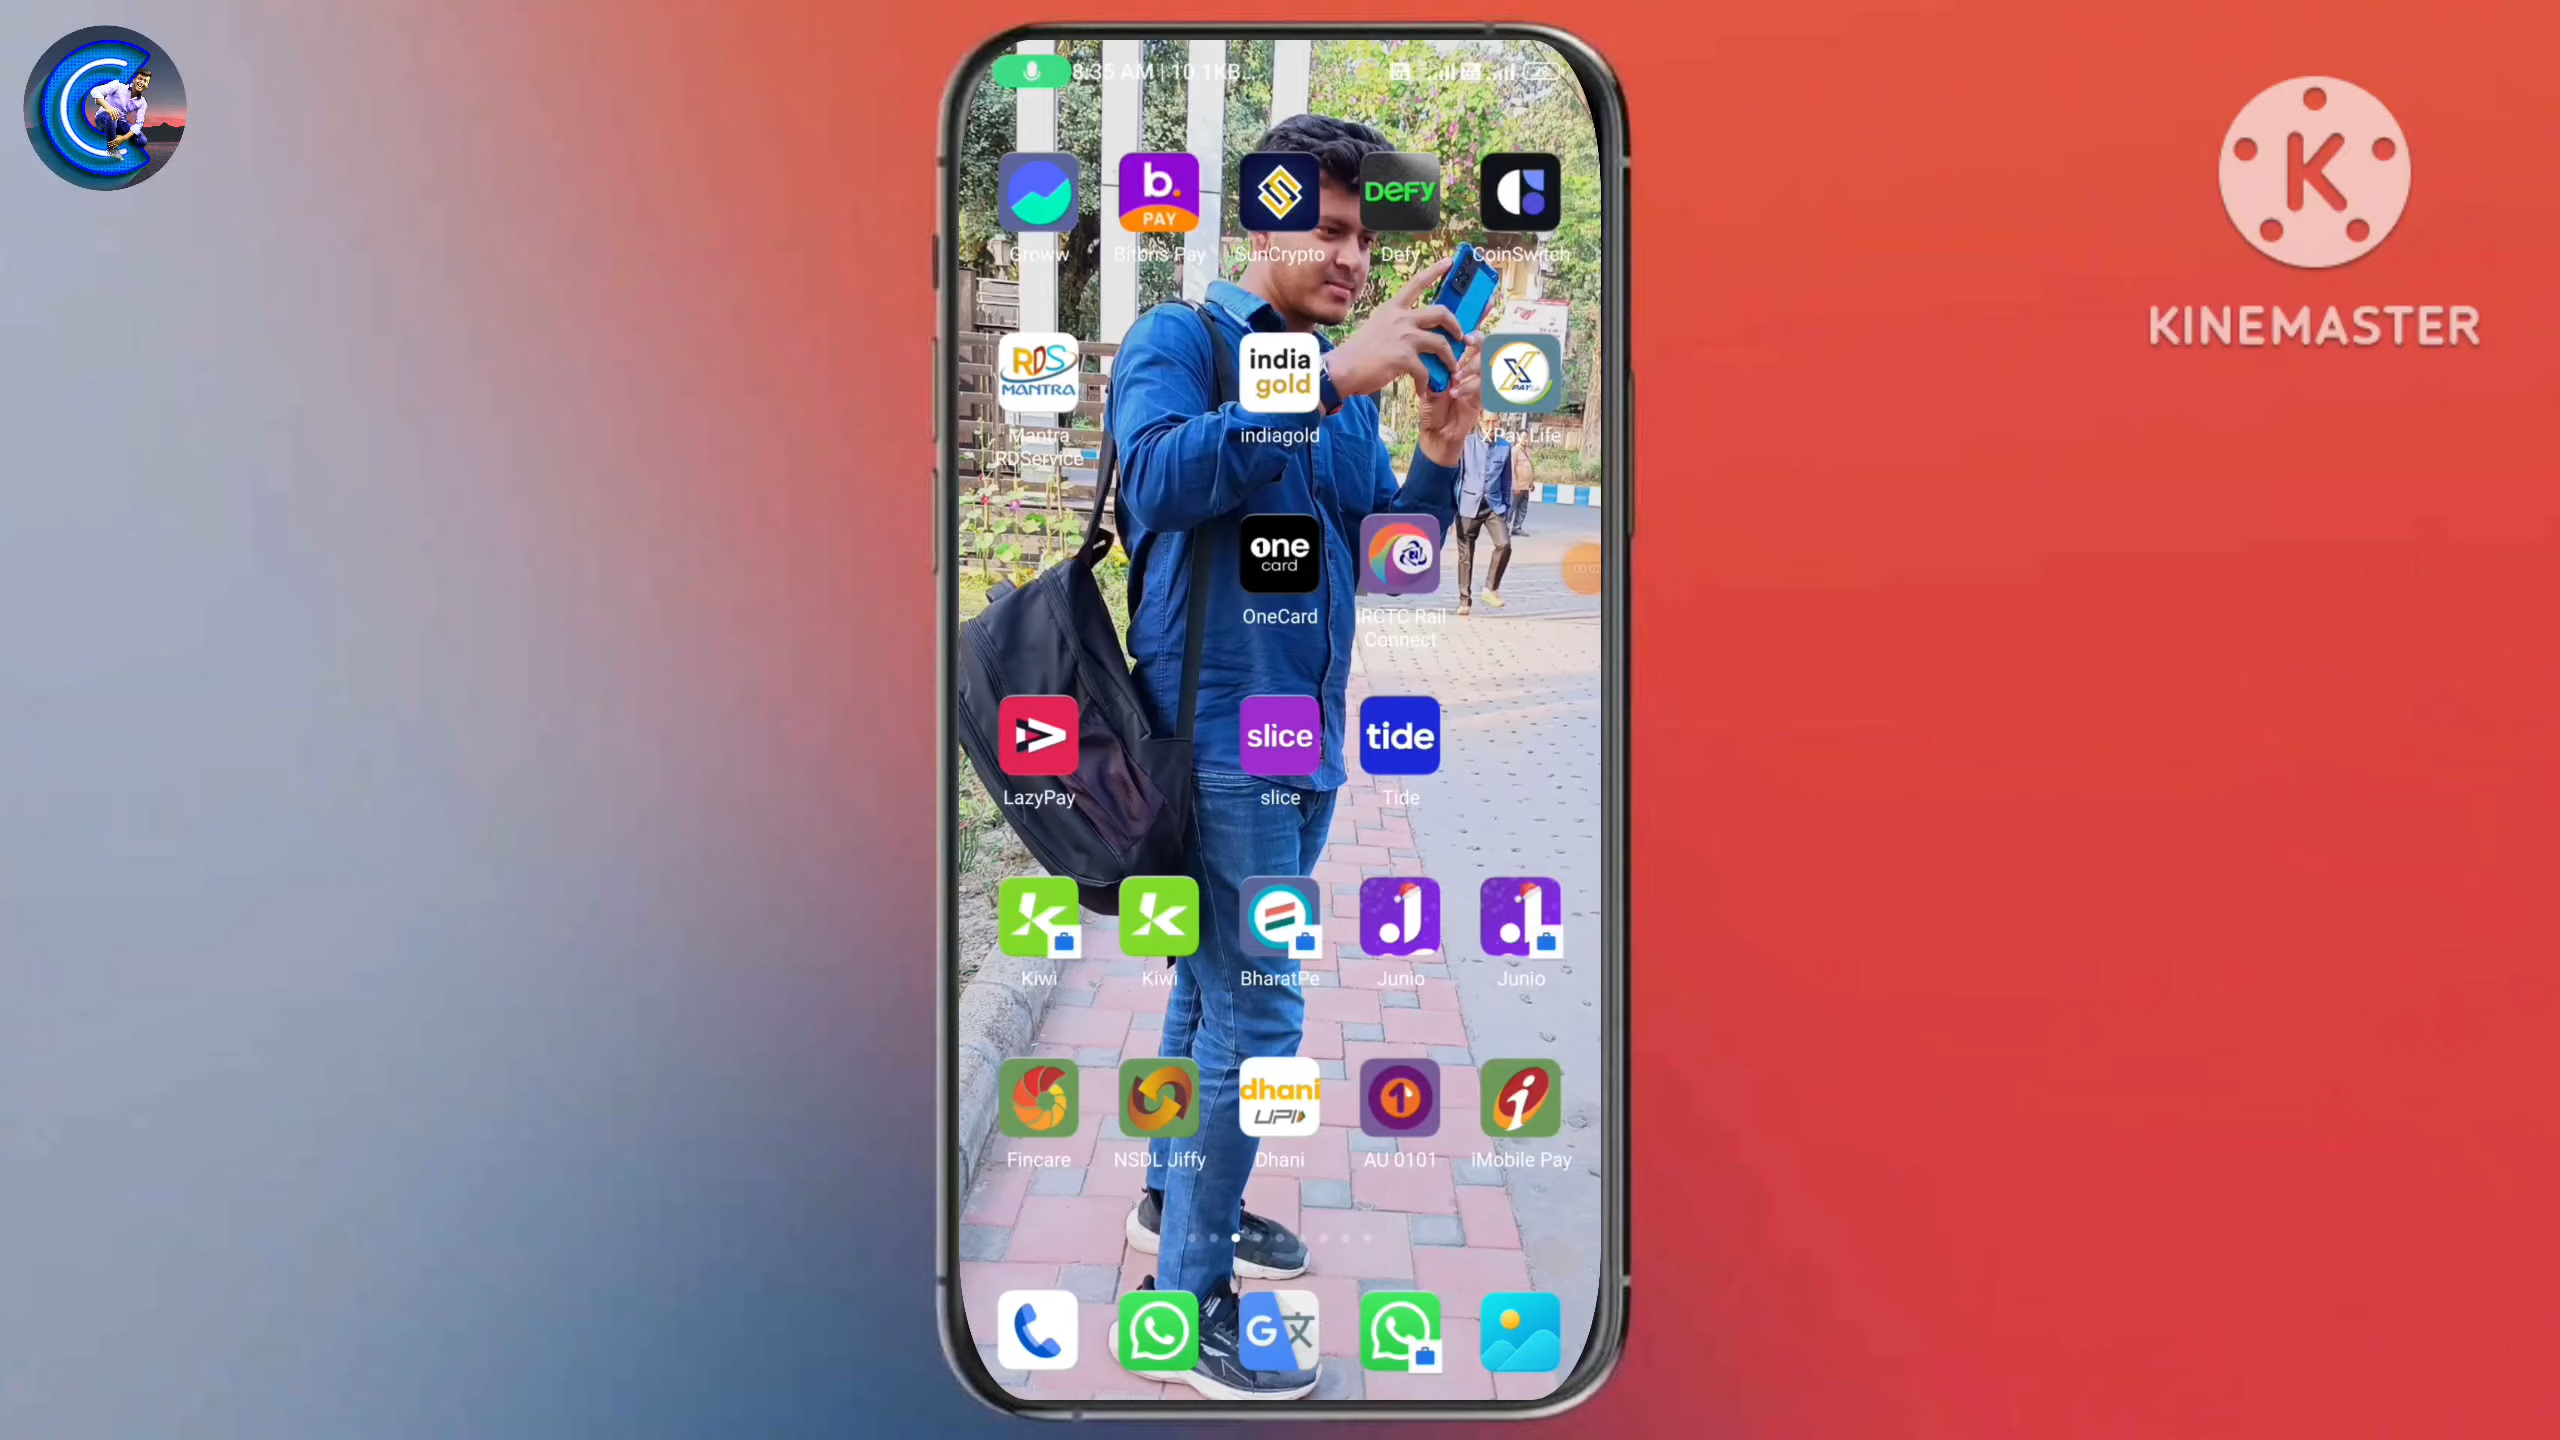 8:35 AM | 10.1KB...
b.
PAY
DEFY
Groww
Bitbns Pay
SunCrypto
Defy
CoinSwitch
K
KINEMASTER
RDS
MANTRA
india
gold
X
PAY
Mantra
RDService
indiagold
XPay.Life
one
card
OneCard
IRCTC Rail
Connect
slice
tide
LazyPay
slice
Tide
Kiwi
Kiwi
BharatPe
Junio
Junio
dhani
UPI
Fincare
NSDL Jiffy
Dhani
AU 0101
iMobile Pay
G